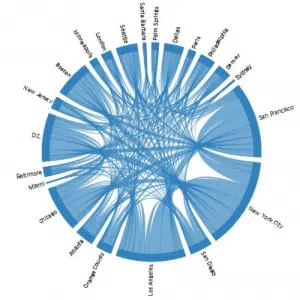 Santa Barbara
Palm Springs
Dallas
Paris
Philadelphia
Denver
Sydney
San Francisco
New York City
San Diego
Los Angeles
Orange County
Atlanta
Chicago
Miami
Baltimore
D.C.
New Jersey
Boston
Minneapolis
London
Seattle